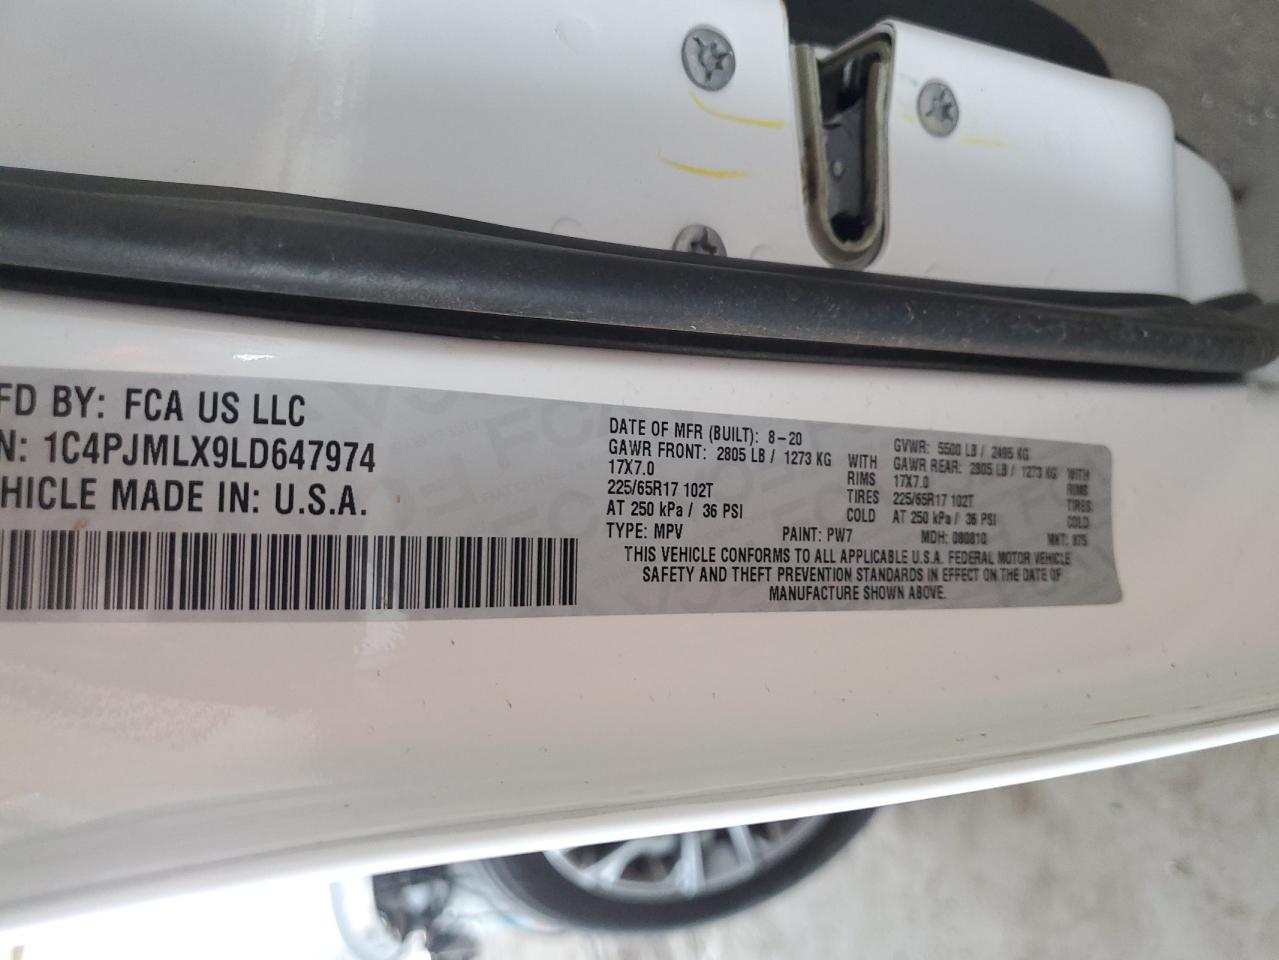 FD BY: FCA US LLC
N: 1C4PJMLX9LD647974
EHICLE MADE IN: U.S.A.
DATE OF MFR (BUILT): 8-20
GAWR FRONT: 2805 LB / 1273 KG WITH
17X7.0 RIMS
225/65R17 102T TIRES
AT 250 kPa / 36 PSI COLD
TYPE: MPV PAINT: PW7
GVWR: 5500 LB / 2495 KG
GAWR REAR: 2805 LB / 1273 KG WITH
17X7.0 RIMS
225/65R17 102T TIRES
AT 250 kPa / 36 PSI COLD
MDH: 080810 MKT:
THIS VEHICLE CONFORMS TO ALL APPLICABLE U.S.A. FEDERAL MOTOR VEHICLE
SAFETY AND THEFT PREVENTION STANDARDS IN EFFECT ON THE DATE OF
MANUFACTURE SHOWN ABOVE.